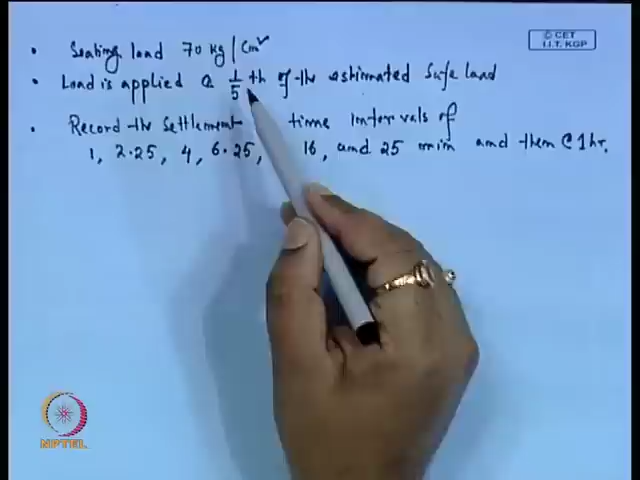 © CET
I.I.T. KGP
• Seating load 70 kg/cm²
• Load is applied @ 1/5 th of the estimated safe load
• Record the settlement time intervals of
1, 2.25, 4, 6.25, 16, and 25 min and then @ 1 hr.
NPTEL